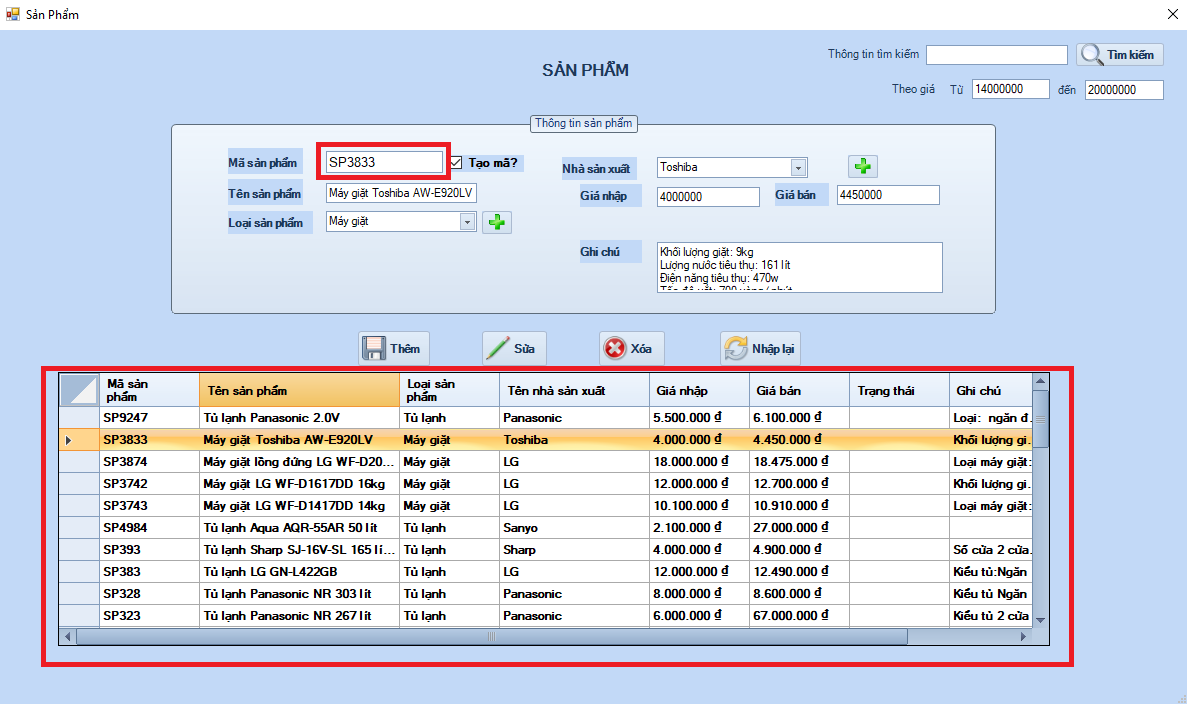 Sản Phẩm
Thông tin tìm kiếm Tìm kiếm
SẢN PHẨM
Theo giá Từ 14000000 đến 20000000
Thông tin sản phẩm
Mã sản phẩm SP3833 Tạo mã? Nhà sản xuất Toshiba
Tên sản phẩm Máy giặt Toshiba AW-E920LV Giá nhập 4000000 Giá bán 4450000
Loại sản phẩm Máy giặt
Ghi chú Khối lượng giặt: 9kg
Lượng nước tiêu thụ: 161 lít
Điện năng tiêu thụ: 470w
Thêm Sửa Xóa Nhập lại
Mã sản phẩm Tên sản phẩm Loại sản phẩm Tên nhà sản xuất Giá nhập Giá bán Trạng thái Ghi chú
SP9247 Tủ lạnh Panasonic 2.0V Tủ lạnh Panasonic 5.500.000 ₫ 6.100.000 ₫ Loại: ngăn đ.
SP3833 Máy giặt Toshiba AW-E920LV Máy giặt Toshiba 4.000.000 ₫ 4.450.000 ₫ Khối lượng gi.
SP3874 Máy giặt lồng đứng LG WF-D20... Máy giặt LG 18.000.000 ₫ 18.475.000 ₫ Loại máy giặt:
SP3742 Máy giặt LG WF-D1617DD 16kg Máy giặt LG 12.000.000 ₫ 12.700.000 ₫ Khối lượng gi.
SP3743 Máy giặt LG WF-D1417DD 14kg Máy giặt LG 10.100.000 ₫ 10.910.000 ₫ Loại máy giặt:
SP4984 Tủ lạnh Aqua AQR-55AR 50 lít Tủ lạnh Sanyo 2.100.000 ₫ 27.000.000 ₫
SP393 Tủ lạnh Sharp SJ-16V-SL 165 lí... Tủ lạnh Sharp 4.000.000 ₫ 4.900.000 ₫ Số cửa 2 cửa.
SP383 Tủ lạnh LG GN-L422GB Tủ lạnh LG 12.000.000 ₫ 12.490.000 ₫ Kiểu tủ:Ngăn
SP328 Tủ lạnh Panasonic NR 303 lít Tủ lạnh Panasonic 8.000.000 ₫ 8.600.000 ₫ Kiểu tủ Ngăn
SP323 Tủ lạnh Panasonic NR 267 lít Tủ lạnh Panasonic 6.000.000 ₫ 67.000.000 ₫ Kiểu tủ 2 cửa